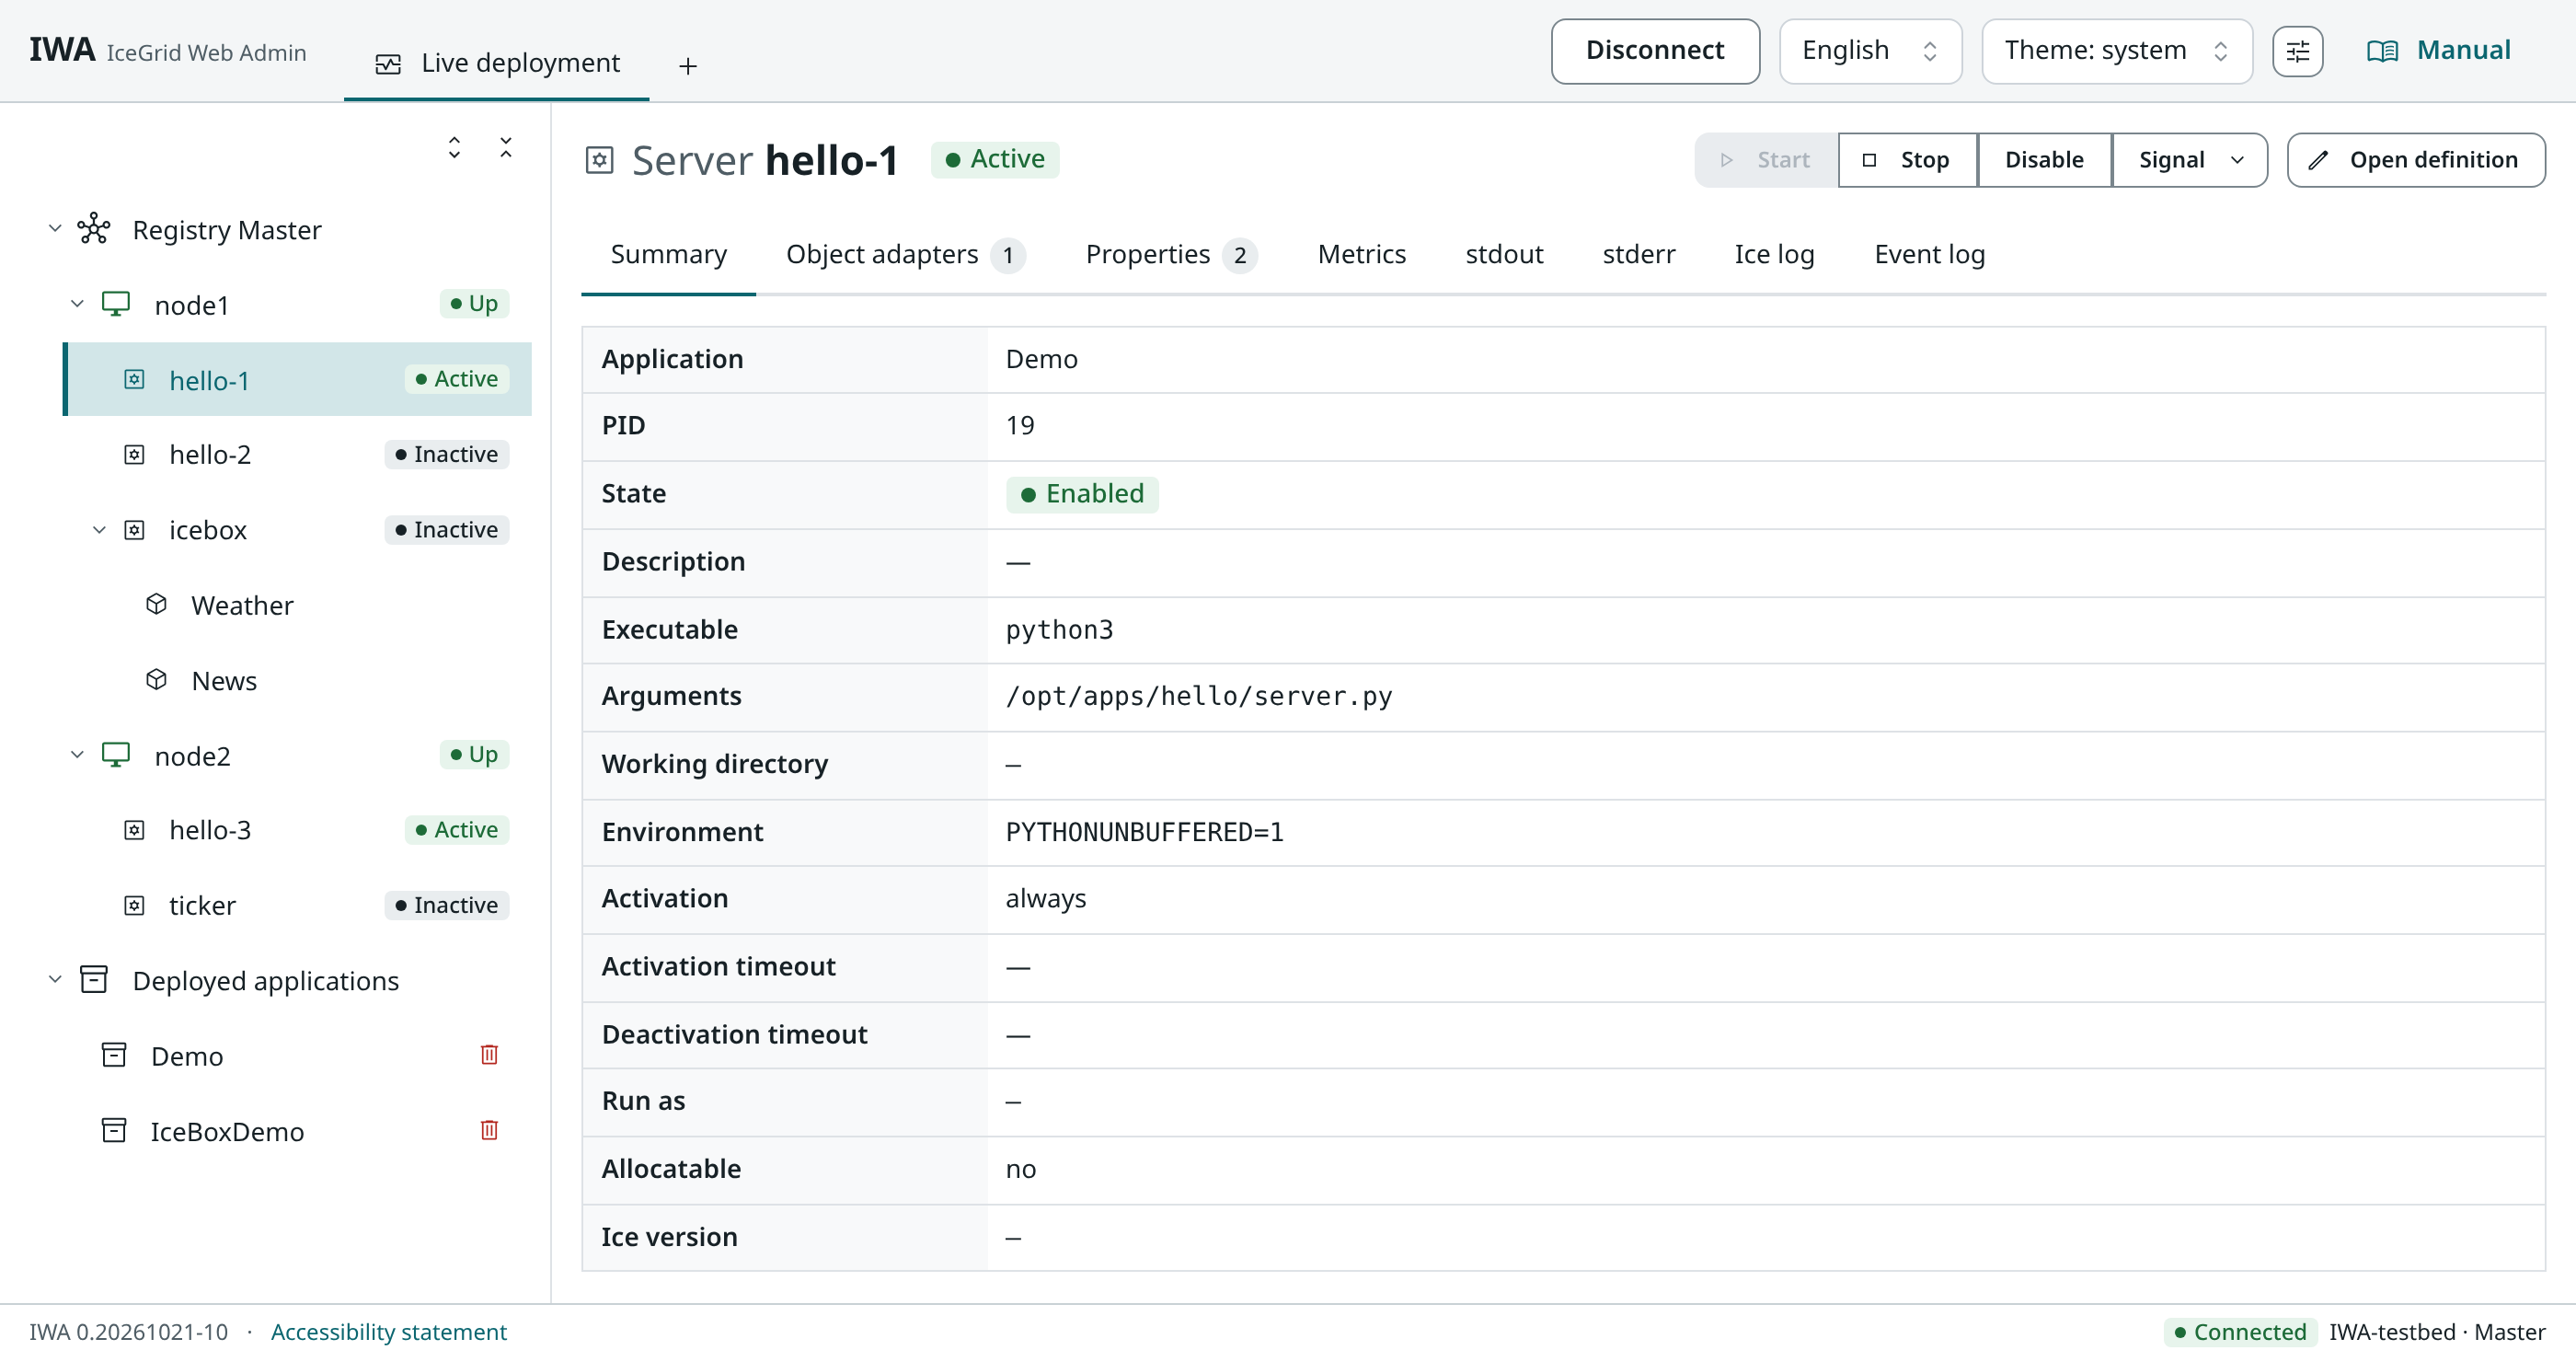 IWA IceGrid Web Admin
Live deployment
Disconnect
English
Theme: system
Manual
Registry Master
node1 Up
hello-1 Active
hello-2 Inactive
icebox Inactive
Weather
News
node2 Up
hello-3 Active
ticker Inactive
Deployed applications
Demo
IceBoxDemo
Server hello-1 Active
Start
Stop
Disable
Signal
Open definition
Summary
Object adapters 1
Properties 2
Metrics
stdout
stderr
Ice log
Event log
Application Demo
PID 19
State Enabled
Description —
Executable python3
Arguments /opt/apps/hello/server.py
Working directory —
Environment PYTHONUNBUFFERED=1
Activation always
Activation timeout —
Deactivation timeout —
Run as —
Allocatable no
Ice version —
IWA 0.20261021-10 · Accessibility statement
Connected IWA-testbed · Master